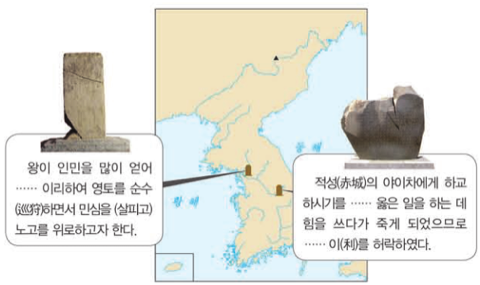 왕이 인민을 많이 얻어
…… 이리하여 영토를 순수
(巡狩)하면서 민심을 (살피고)
노고를 위로하고자 한다.
동해
황해
적성(赤城)의 야이차에게 하교
하시기를 …… 옳은 일을 하는 데
힘을 쓰다가 죽게 되었으므로
…… 이(利)를 허락하였다.